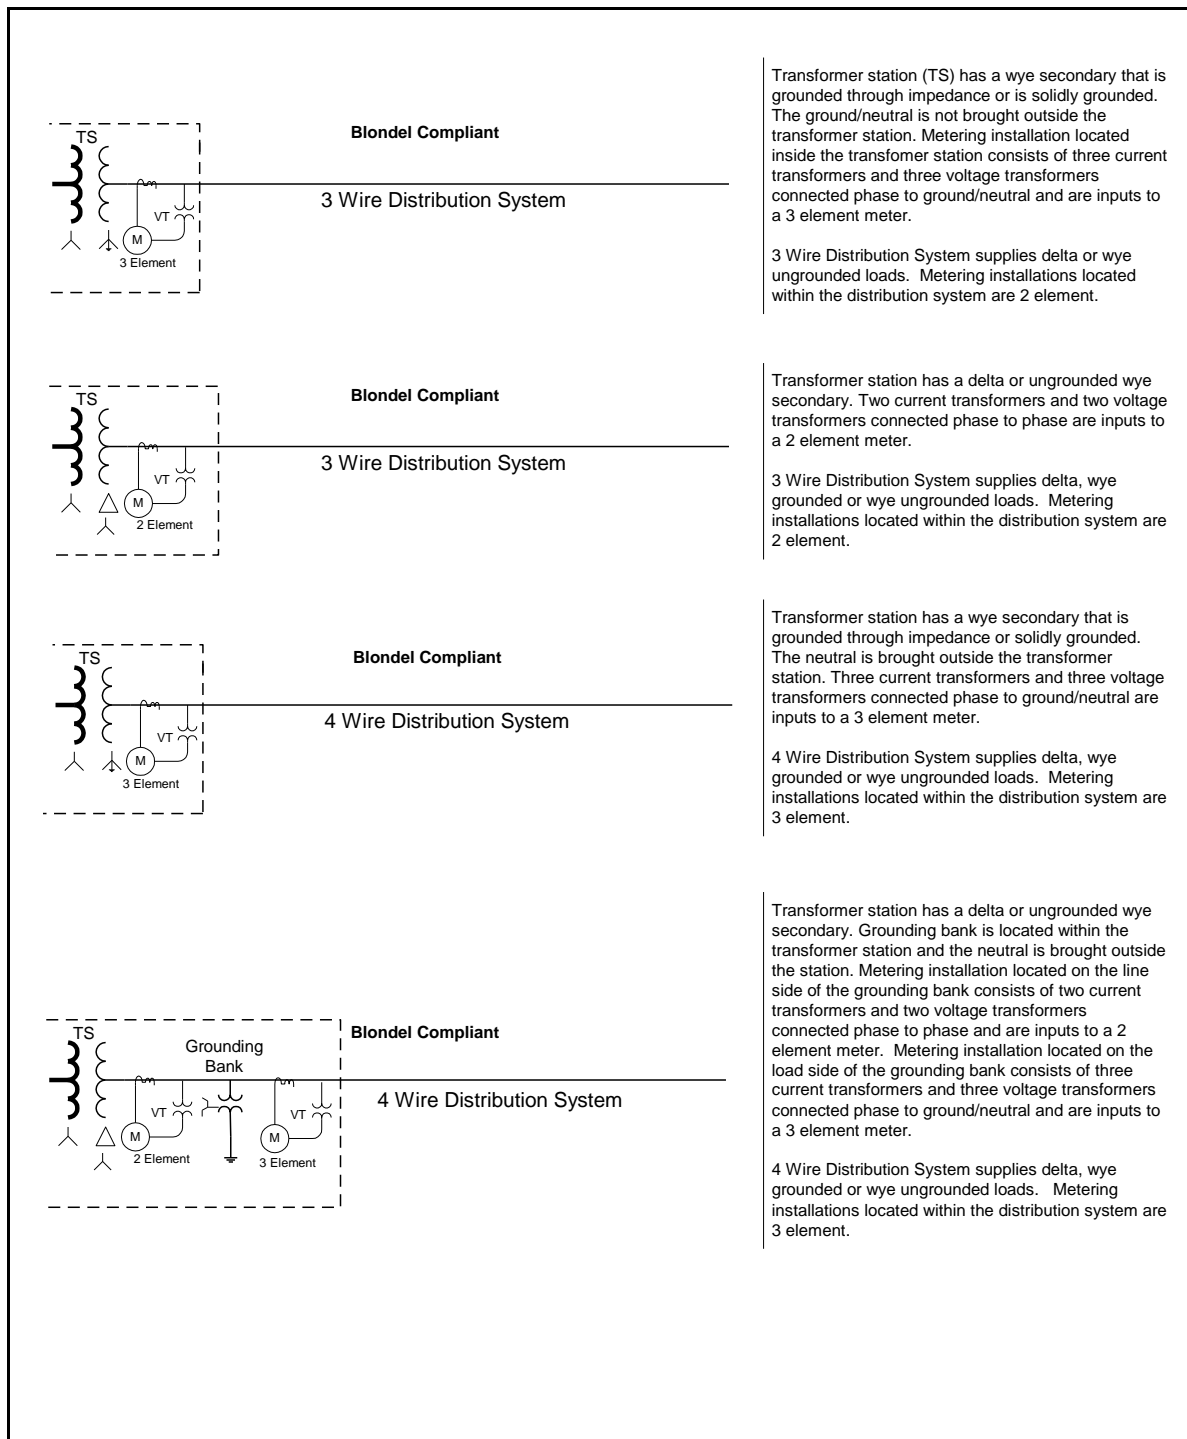 TS
Blondel Compliant
3 Wire Distribution System
VT
M
3 Element
Transformer station (TS) has a wye secondary that is
grounded through impedance or is solidly grounded.
The ground/neutral is not brought outside the
transformer station. Metering installation located
inside the transfomer station consists of three current
transformers and three voltage transformers
connected phase to ground/neutral and are inputs to
a 3 element meter.
3 Wire Distribution System supplies delta or wye
ungrounded loads.  Metering installations located
within the distribution system are 2 element.
TS
Blondel Compliant
3 Wire Distribution System
VT
M
2 Element
Transformer station has a delta or ungrounded wye
secondary. Two current transformers and two voltage
transformers connected phase to phase are inputs to
a 2 element meter.
3 Wire Distribution System supplies delta, wye
grounded or wye ungrounded loads.  Metering
installations located within the distribution system are
2 element.
TS
Blondel Compliant
4 Wire Distribution System
VT
M
3 Element
Transformer station has a wye secondary that is
grounded through impedance or solidly grounded.
The neutral is brought outside the transformer
station. Three current transformers and three voltage
transformers connected phase to ground/neutral are
inputs to a 3 element meter.
4 Wire Distribution System supplies delta, wye
grounded or wye ungrounded loads.  Metering
installations located within the distribution system are
3 element.
TS
Grounding
Bank
Blondel Compliant
4 Wire Distribution System
VT
M
2 Element
VT
M
3 Element
Transformer station has a delta or ungrounded wye
secondary. Grounding bank is located within the
transformer station and the neutral is brought outside
the station. Metering installation located on the line
side of the grounding bank consists of two current
transformers and two voltage transformers
connected phase to phase and are inputs to a 2
element meter.  Metering installation located on the
load side of the grounding bank consists of three
current transformers and three voltage transformers
connected phase to ground/neutral and are inputs to
a 3 element meter.
4 Wire Distribution System supplies delta, wye
grounded or wye ungrounded loads.   Metering
installations located within the distribution system are
3 element.